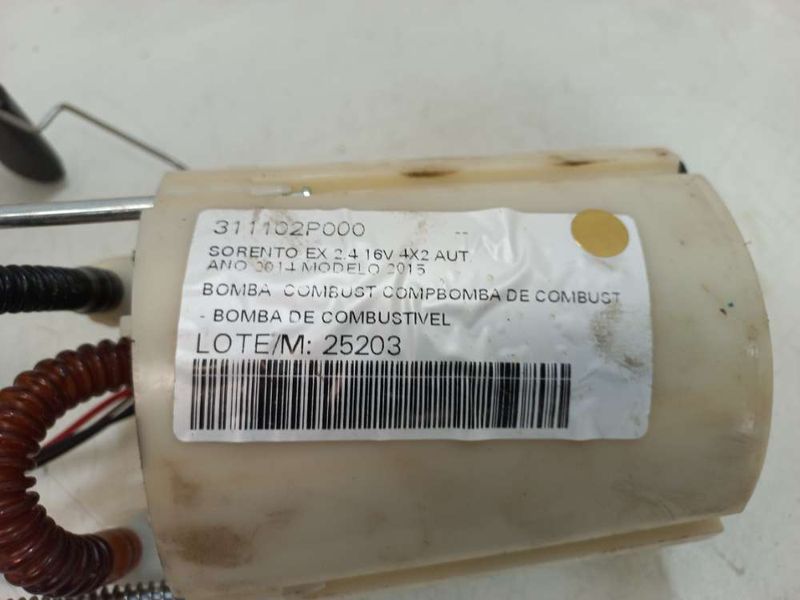 311102P000 --
SORENTO EX 2.4 16V 4X2 AUT.
ANO 2014 MODELO 2015
BOMBA COMBUST COMPBOMBA DE COMBUST
- BOMBA DE COMBUSTIVEL
LOTE/M: 25203